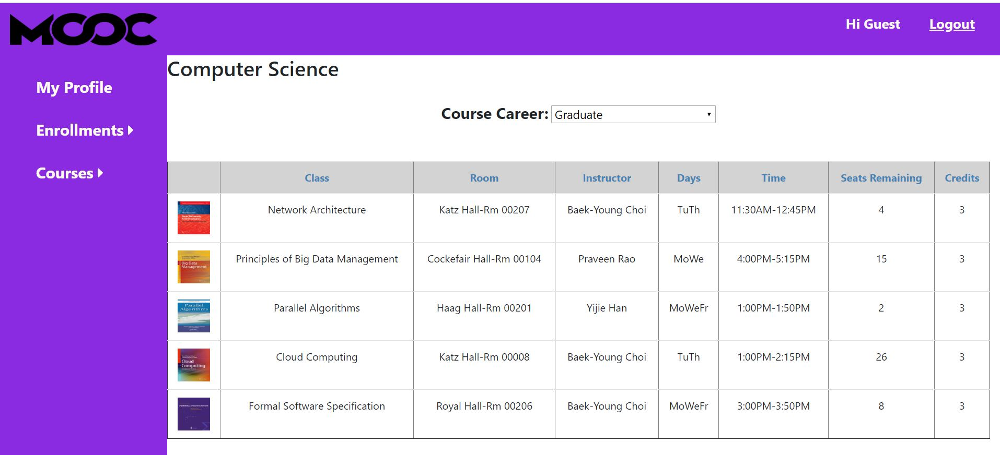 MOOC
Hi Guest Logout
My Profile
Enrollments
Courses
Computer Science
Course Career: Graduate
Class Room Instructor Days Time Seats Remaining Credits
Network Architecture Katz Hall-Rm 00207 Baek-Young Choi TuTh 11:30AM-12:45PM 4 3
New Network
Architectures
Principles of Big Data Management Cockefair Hall-Rm 00104 Praveen Rao MoWe 4:00PM-5:15PM 15 3
Big Data
Management
Parallel Algorithms Haag Hall-Rm 00201 Yijie Han MoWeFr 1:00PM-1:50PM 2 3
Parallel
Algorithms
Cloud Computing Katz Hall-Rm 00008 Baek-Young Choi TuTh 1:00PM-2:15PM 26 3
Cloud
Computing
Formal Software Specification Royal Hall-Rm 00206 Baek-Young Choi MoWeFr 3:00PM-3:50PM 8 3
FORMAL SPECIFICATION